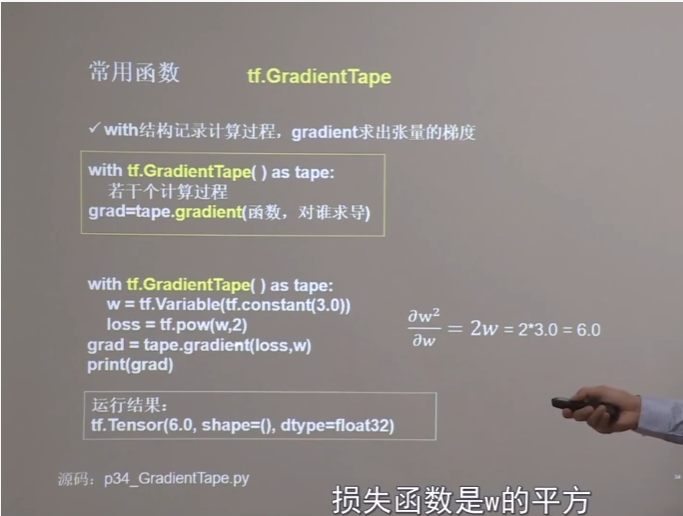 常用函数 tf.GradientTape
✓with结构记录计算过程，gradient求出张量的梯度
with tf.GradientTape( ) as tape:
若干个计算过程
grad=tape.gradient(函数，对谁求导)
with tf.GradientTape( ) as tape:
w = tf.Variable(tf.constant(3.0))
loss = tf.pow(w,2)
grad = tape.gradient(loss,w)
print(grad)
∂w²/∂w = 2w = 2*3.0 = 6.0
运行结果：
tf.Tensor(6.0, shape=(), dtype=float32)
源码：p34_GradientTape.py
损失函数是w的平方